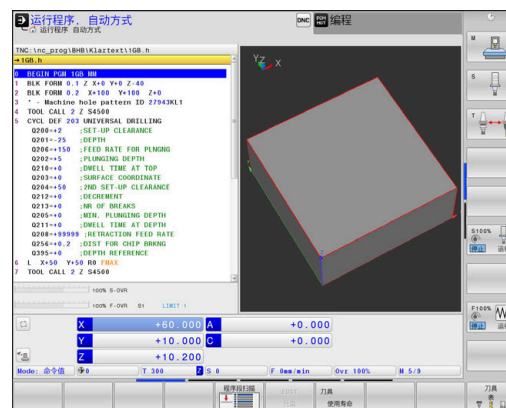 运行程序, 自动方式
DNC
编程
运行程序, 自动方式
TNC:\nc_prog\BHB\Klartext\1GB.h
→1GB.h
0 BEGIN PGM 1GB MM
1 BLK FORM 0.1 Z X+0 Y+0 Z-40
2 BLK FORM 0.2 X+100 Y+100 Z+0
3 * - Machine hole pattern ID 27943KL1
4 TOOL CALL 2 Z S4500
5 CYCL DEF 203 UNIVERSAL DRILLING
Q200=+2 ;SET-UP CLEARANCE
Q201=-25 ;DEPTH
Q206=+150 ;FEED RATE FOR PLNGNG
Q202=+5 ;PLUNGING DEPTH
Q210=+0 ;DWELL TIME AT TOP
Q203=+0 ;SURFACE COORDINATE
Q204=+50 ;2ND SET-UP CLEARANCE
Q212=+0 ;DECREMENT
Q213=+0 ;NR OF BREAKS
Q205=+0 ;MIN. PLUNGING DEPTH
Q211=+0 ;DWELL TIME AT DEPTH
Q208=+99999 ;RETRACTION FEED RATE
Q256=+0.2 ;DIST FOR CHIP BRKNG
Q395=+0 ;DEPTH REFERENCE
6 L X+50 Y+50 R0 FMAX
7 TOOL CALL 2 Z S4500
YZ X
M
S
T
100% S-OVR
100% F-OVR S1 LIMIT 1
S100%
停止
F100%
停止
X +60.000 A +0.000
Y +10.000 C +0.000
Z +10.200
Mode: 命令值 0 T 300 Z S 0 F 0mm/min Ovr 100% M 5/9
程序段扫描
刀具
使用寿命
刀具
表